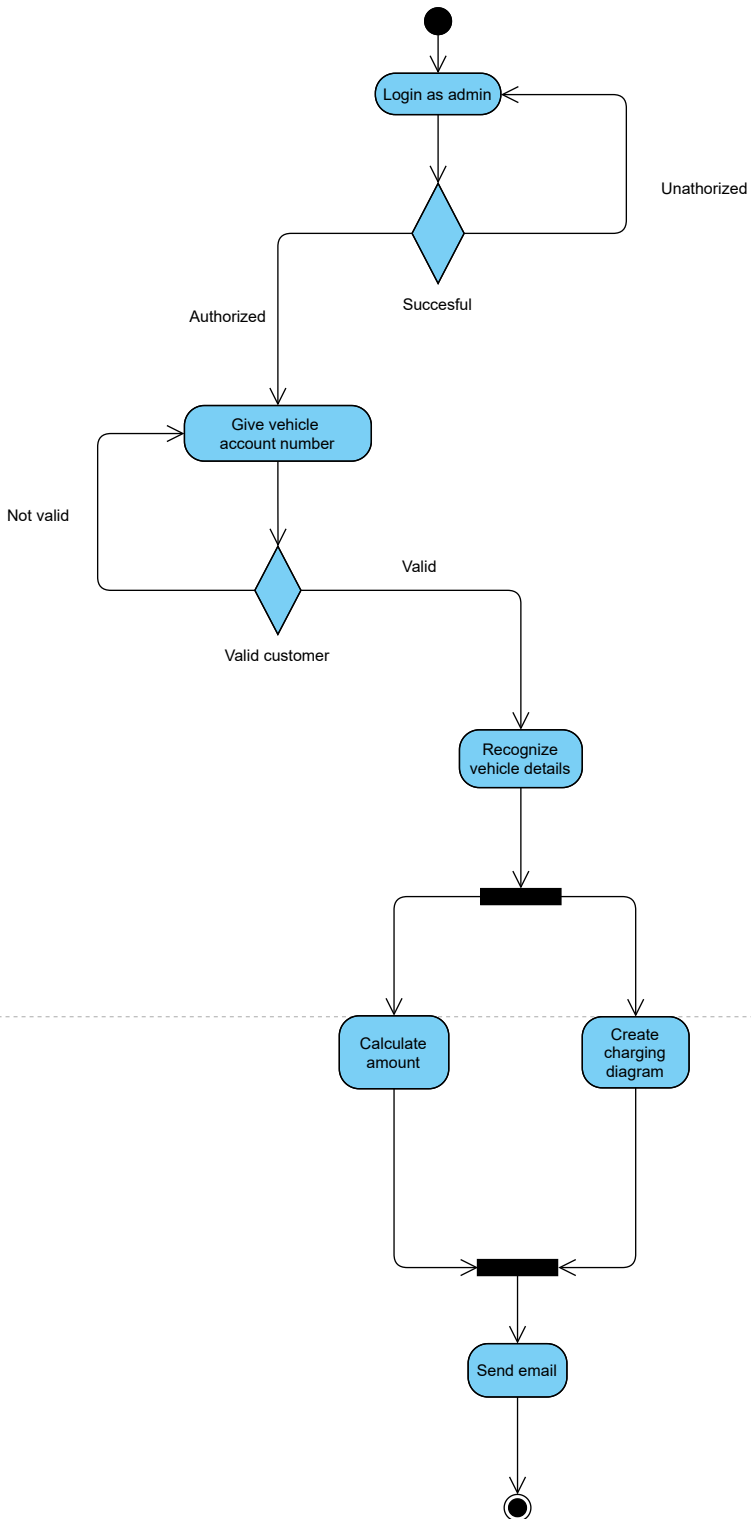 Login as admin
Unathorized
Succesful
Authorized
Give vehicle
account number
Not valid
Valid
Valid customer
Recognize
vehicle details
Calculate
amount
Create
charging
diagram
Send email